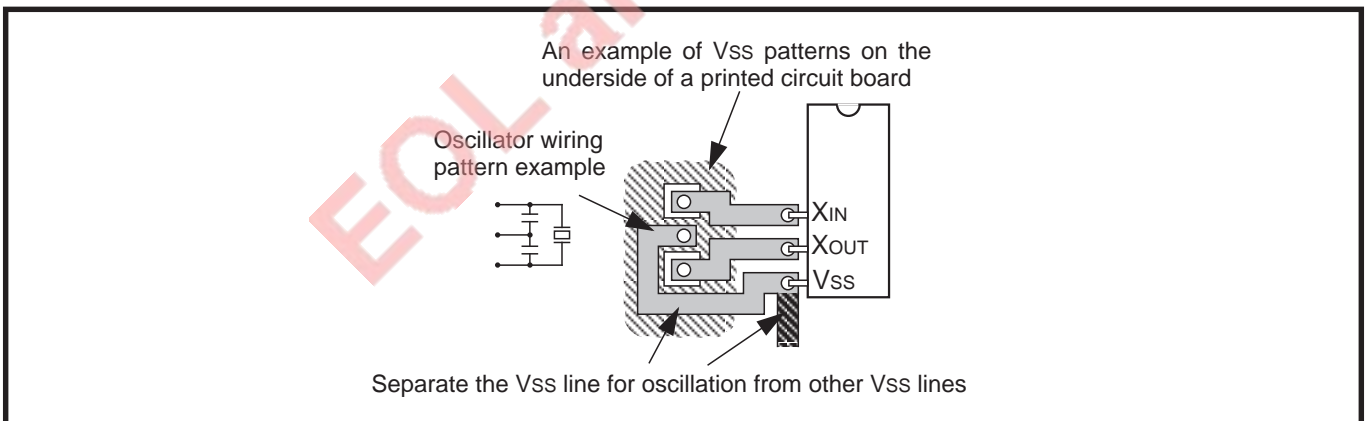 EOL an
An example of VSS patterns on the
underside of a printed circuit board
Oscillator wiring
pattern example
XIN
XOUT
VSS
Separate the VSS line for oscillation from other VSS lines